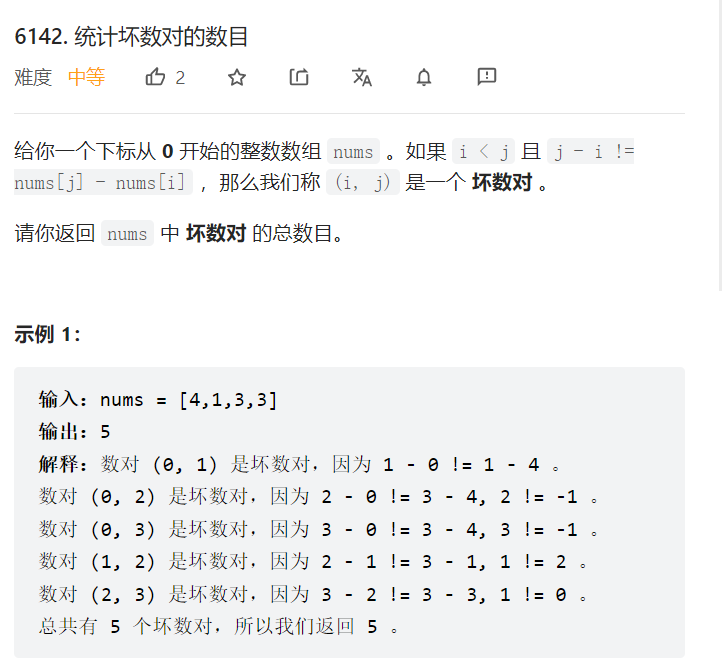 6142. 统计坏数对的数目
难度 中等 2
给你一个下标从 0 开始的整数数组 nums 。如果 i < j 且 j - i !=
nums[j] - nums[i] ，那么我们称 (i, j) 是一个 坏数对 。
请你返回 nums 中 坏数对 的总数目。
示例 1：
输入：nums = [4,1,3,3]
输出：5
解释：数对 (0, 1) 是坏数对，因为 1 - 0 != 1 - 4 。
数对 (0, 2) 是坏数对，因为 2 - 0 != 3 - 4, 2 != -1 。
数对 (0, 3) 是坏数对，因为 3 - 0 != 3 - 4, 3 != -1 。
数对 (1, 2) 是坏数对，因为 2 - 1 != 3 - 1, 1 != 2 。
数对 (2, 3) 是坏数对，因为 3 - 2 != 3 - 3, 1 != 0 。
总共有 5 个坏数对，所以我们返回 5 。